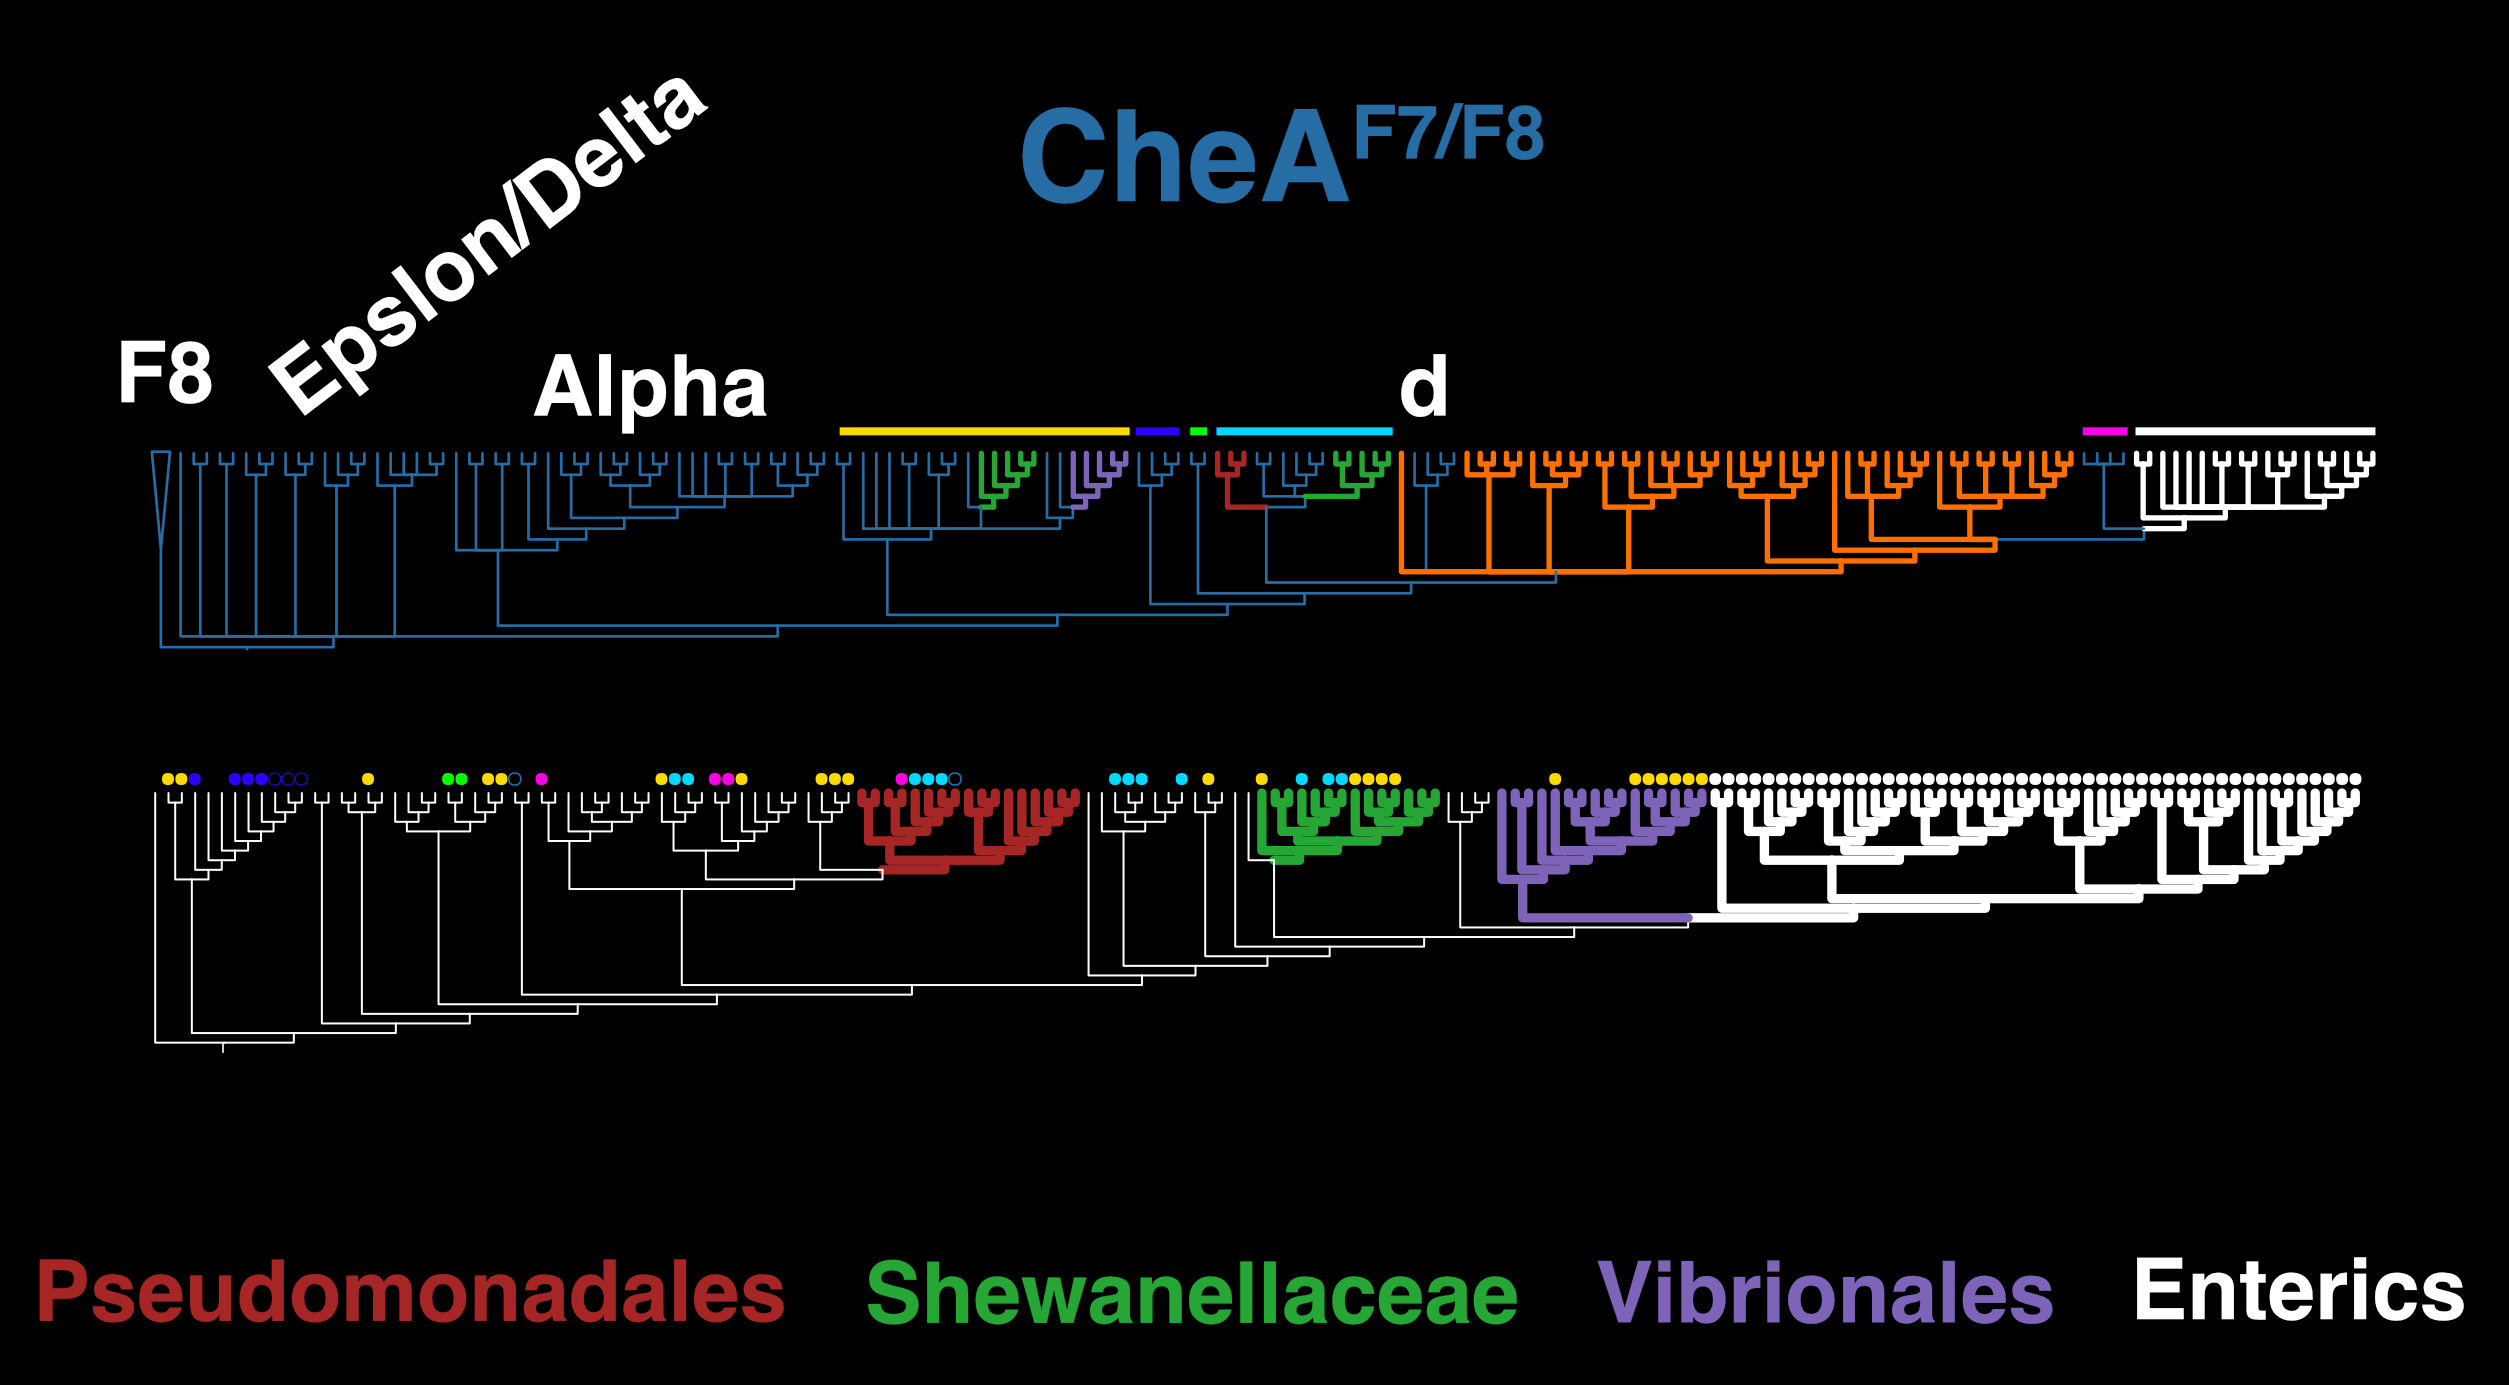 CheA^F7/F8
Epslon/Delta
F8
Alpha
d
Pseudomonadales
Shewanellaceae
Vibrionales
Enterics